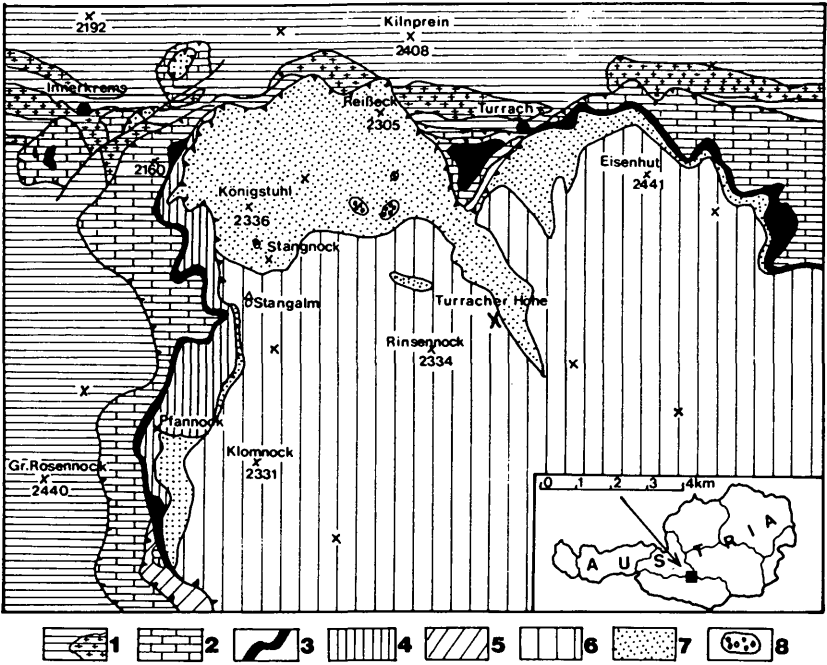 Kilnprein
2192
2408
Innerkrems
Reißeck
2305
Turrach
2160
Eisenhut
2441
Königstuhl
2336
Stangnock
Stangalm
Turracher Höhe
Rinsennock
2334
Pfannock
Klomnock
2331
Gr. Rosennock
2440
0 1 2 3 4km
AUSTRIA
1 2 3 4 5 6 7 8